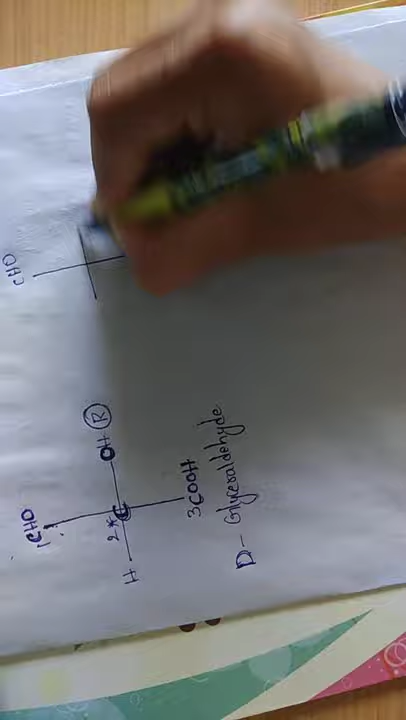 1CHO
H 2* C OH R
3COOH
D - Glyceraldehyde
CHO